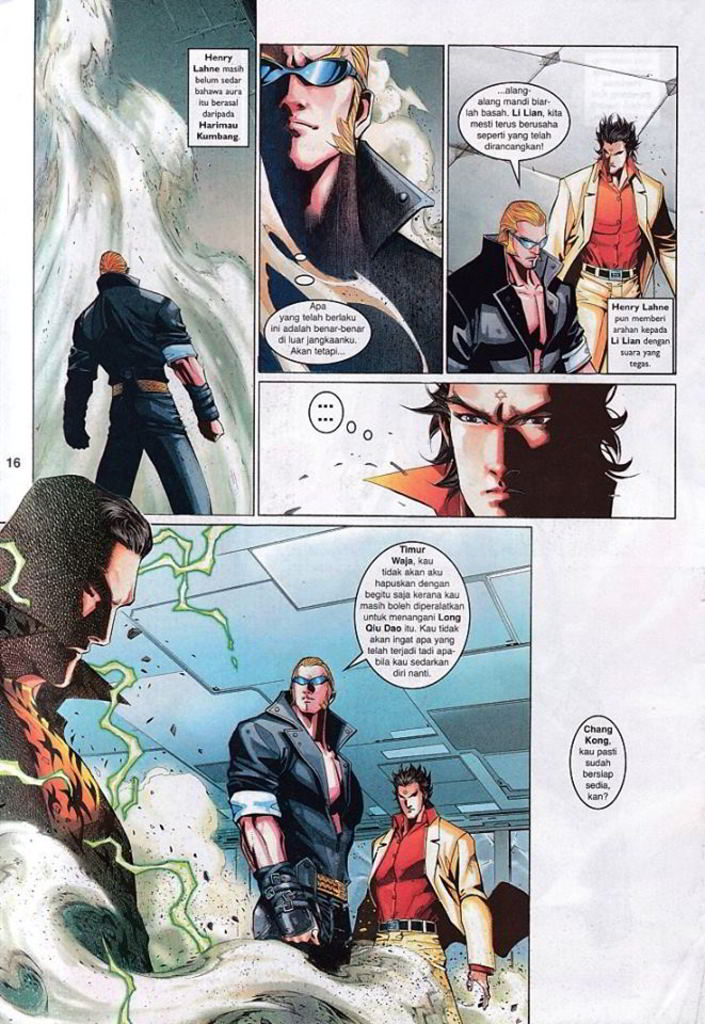 Henry
Lahne masih
belum sedar
bahawa aura
itu berasal
daripada
Harimau
Kumbang.
Apa
yang telah berlaku
ini adalah benar-benar
di luar jangkaanku.
Akan tetapi...
...alang-
alang mandi biar-
lah basah. Li Lian, kita
mesti terus berusaha
seperti yang telah
dirancangkan!
Henry Lahne
pun memberi
arahan kepada
Li Lian dengan
suara yang
tegas.
...
...
16
Timur
Waja, kau
tidak akan aku
hapuskan dengan
begitu saja kerana kau
masih boleh diperalatkan
untuk menangani Long
Qiu Dao itu. Kau tidak
akan ingat apa yang
telah terjadi tadi apa-
bila kau sedarkan
diri nanti.
Chang
Kong,
kau pasti
sudah
bersiap
sedia,
kan?